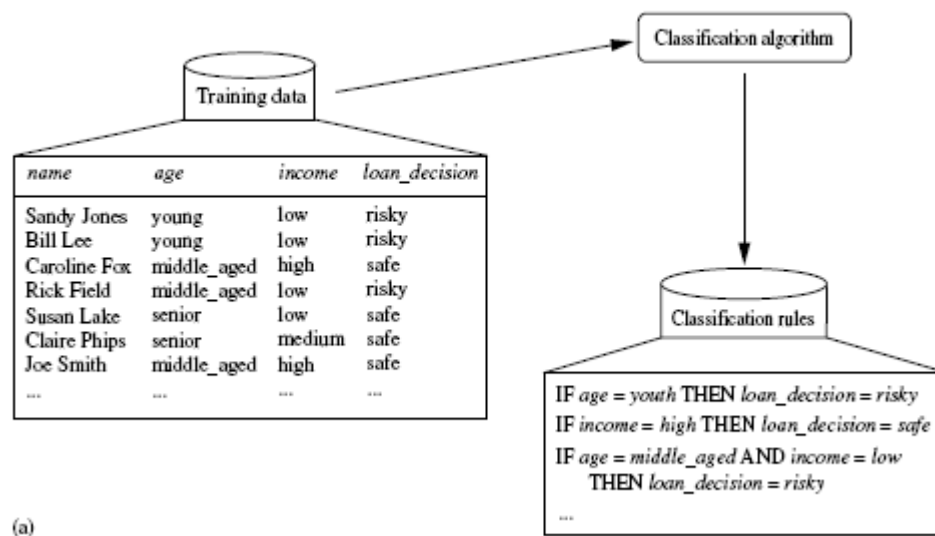 Classification algorithm
Training data
name age income loan_decision
Sandy Jones young low risky
Bill Lee young low risky
Caroline Fox middle_aged high safe
Rick Field middle_aged low risky
Susan Lake senior low safe
Claire Phips senior medium safe
Joe Smith middle_aged high safe
... ... ... ...
Classification rules
IF age = youth THEN loan_decision = risky
IF income = high THEN loan_decision = safe
IF age = middle_aged AND income = low
THEN loan_decision = risky
...
(a)